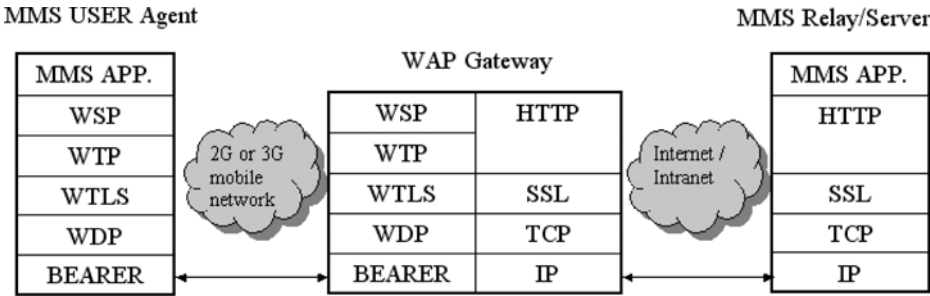 MMS USER Agent
MMS Relay/Server
WAP Gateway
MMS APP.
WSP
WTP
WTLS
WDP
BEARER
2G or 3G
mobile
network
WSP HTTP
WTP
WTLS SSL
WDP TCP
BEARER IP
Internet /
Intranet
MMS APP.
HTTP
SSL
TCP
IP